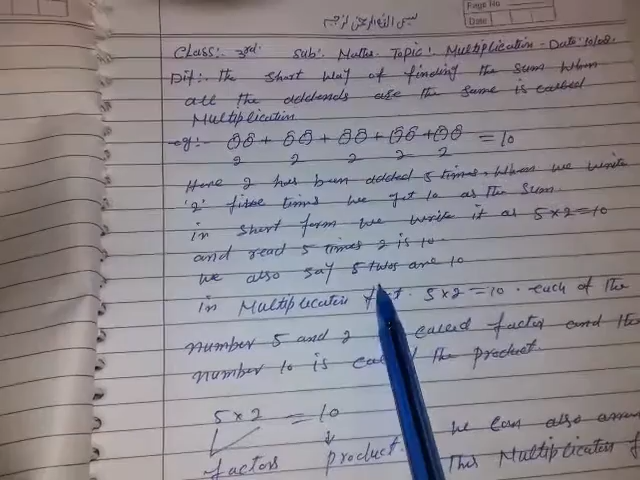 Page No
Date
بسم الله الرحمن الرحيم
Class:- 3rd. Sub: Maths. Topic: Multiplication - Date: 10/08.
Dif:- The short way of finding the sum when
all the addends are the same is called
Multiplication
eg:- + + + + = 10
2 2 2 2 2
Here 2 has been added 5 times. When we write
'2' five times we get 10 as the sum.
in short form we write it as 5 x 2 = 10
and read 5 times 2 is 10.
we also say 5 twos are 10
in Multiplication fact. 5 x 2 = 10. each of the
number 5 and 2 called factor and the
number 10 is the product.
5 x 2 = 10
factors product.
we can also
This Multiplication